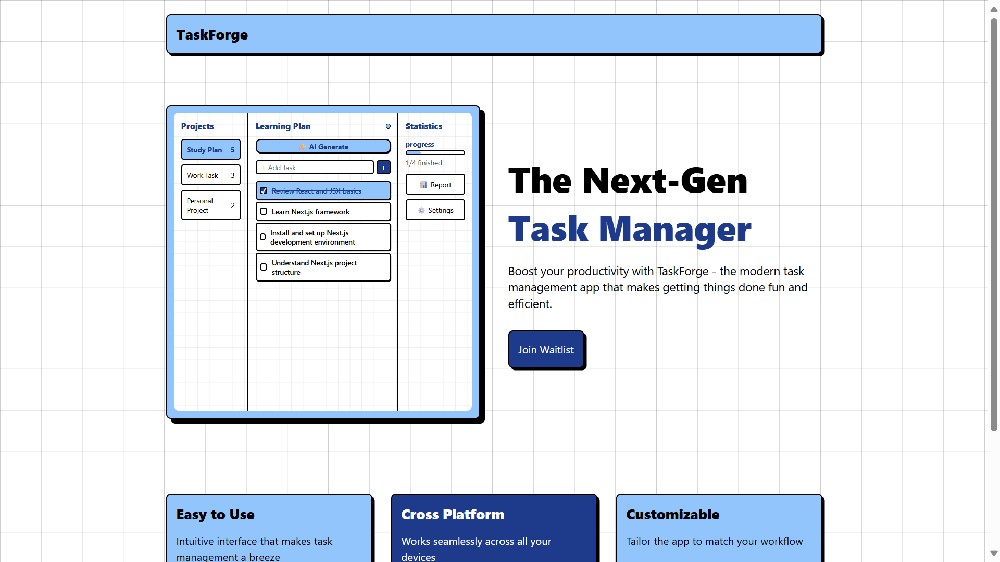 TaskForge
Projects
Study Plan 5
Work Task 3
Personal
Project 2
Learning Plan
✨ AI Generate
+ Add Task +
Review React and JSX basics
Learn Next.js framework
Install and set up Next.js
development environment
Understand Next.js project
structure
Statistics
progress
1/4 finished
📊 Report
⚙️ Settings
The Next-Gen
Task Manager
Boost your productivity with TaskForge - the modern task
management app that makes getting things done fun and
efficient.
Join Waitlist
Easy to Use
Intuitive interface that makes task
management a breeze
Cross Platform
Works seamlessly across all your
devices
Customizable
Tailor the app to match your workflow